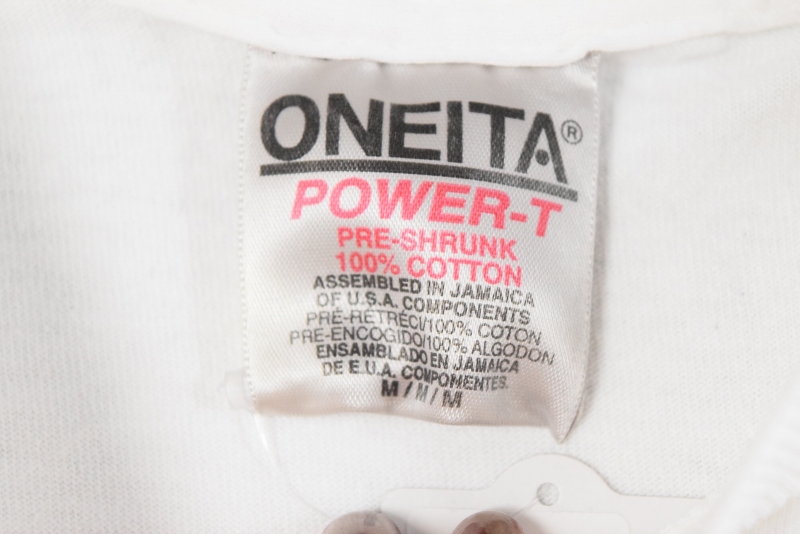 ONEITA®
POWER-T
PRE-SHRUNK
100% COTTON
ASSEMBLED IN JAMAICA
OF U.S.A. COMPONENTS
PRÉ-RÉTRÉCI/100% COTON
PRE-ENCOGIDO/100% ALGODON
ENSAMBLADO EN JAMAICA
DE E.U.A. COMPONENTES.
M / M / M